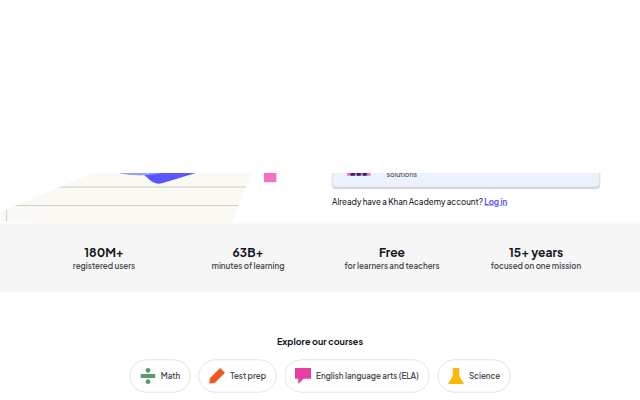 solutions
Already have a Khan Academy account? Log in
180M+
registered users
63B+
minutes of learning
Free
for learners and teachers
15+ years
focused on one mission
Explore our courses
Math
Test prep
English language arts (ELA)
Science